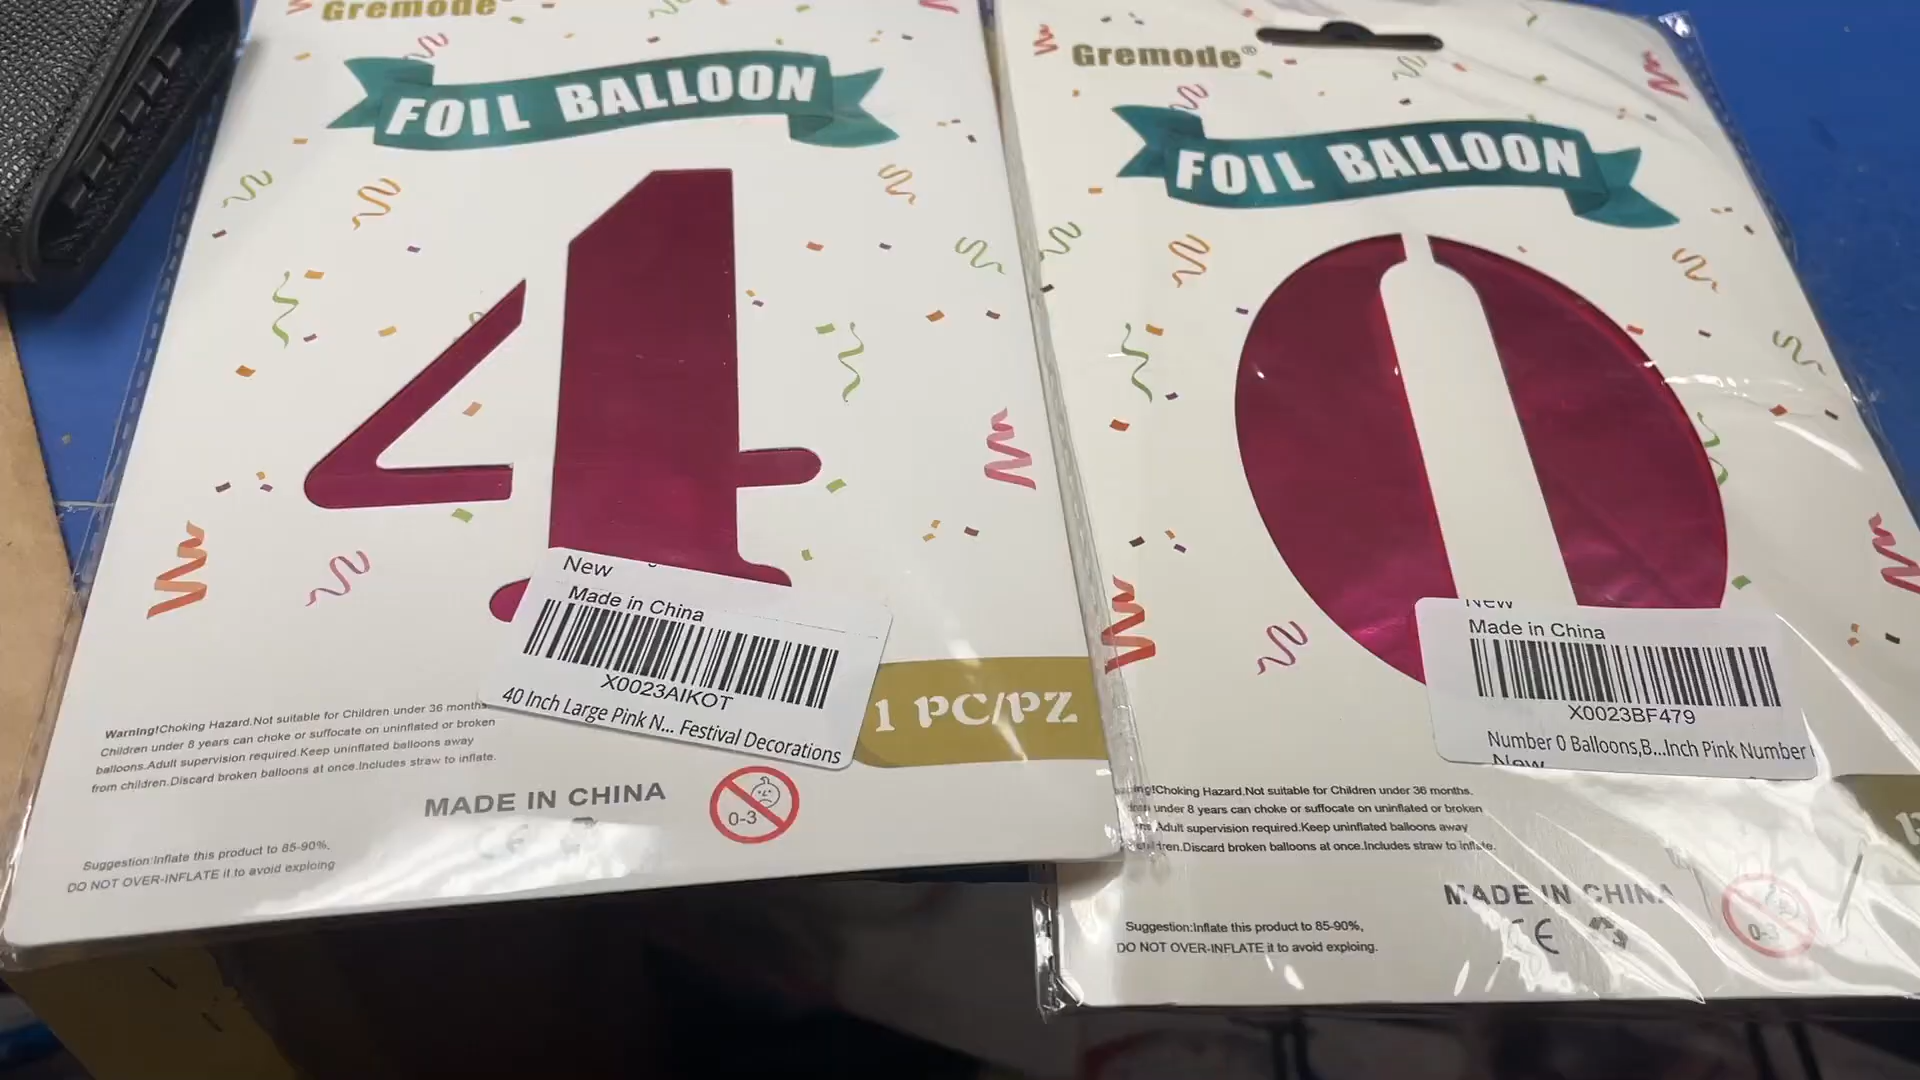 Gremode
FOIL BALLOON
4
New
Made in China
X0023AIKOT
40 Inch Large Pink N... Festival Decorations
1 PC/PZ
Warning!Choking Hazard.Not suitable for Children under 36 months.
Children under 8 years can choke or suffocate on uninflated or broken
balloons.Adult supervision required.Keep uninflated balloons away
from children.Discard broken balloons at once.Includes straw to inflate.
MADE IN CHINA
CE
0-3
Suggestion:Inflate this product to 85-90%,
DO NOT OVER-INFLATE it to avoid exploing
Gremode®
FOIL BALLOON
0
New
Made in China
X0023BF479
Number 0 Balloons,B...Inch Pink Number
New
Choking Hazard.Not suitable for Children under 36 months.
under 8 years can choke or suffocate on uninflated or broken
Adult supervision required.Keep uninflated balloons away
Discard broken balloons at once.Includes straw to inflate.
MADE IN CHINA
CE
0-3
Suggestion:Inflate this product to 85-90%,
DO NOT OVER-INFLATE it to avoid exploing.